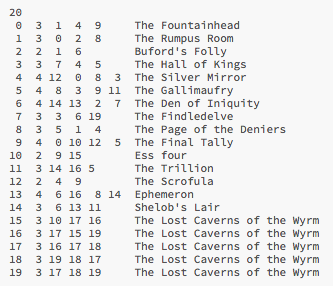 20
0 3 1 4 9 The Fountainhead
1 3 0 2 8 The Rumpus Room
2 2 1 6 Buford's Folly
3 3 7 4 5 The Hall of Kings
4 4 12 0 8 3 The Silver Mirror
5 4 8 3 9 11 The Gallimaufry
6 4 14 13 2 7 The Den of Iniquity
7 3 3 6 19 The Findledelve
8 3 5 1 4 The Page of the Deniers
9 4 0 10 12 5 The Final Tally
10 2 9 15 Ess four
11 3 14 16 5 The Trillion
12 2 4 9 The Scrofula
13 4 6 16 8 14 Ephemeron
14 3 6 13 11 Shelob's Lair
15 3 10 17 16 The Lost Caverns of the Wyrm
16 3 17 15 19 The Lost Caverns of the Wyrm
17 3 16 17 18 The Lost Caverns of the Wyrm
18 3 19 18 17 The Lost Caverns of the Wyrm
19 3 17 18 19 The Lost Caverns of the Wyrm